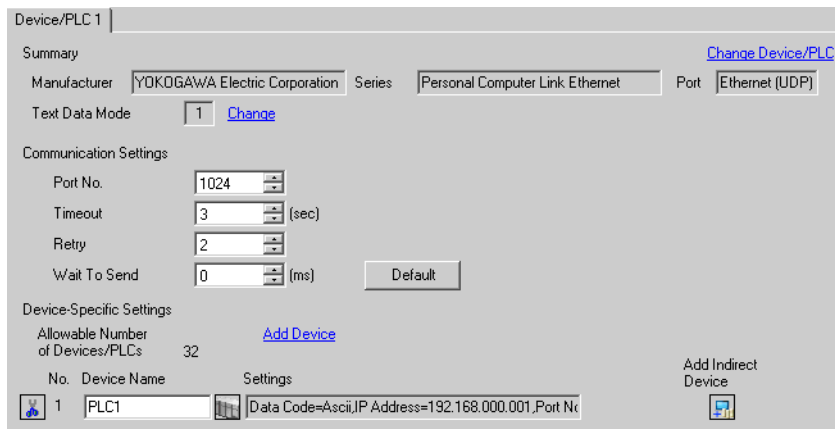 Device/PLC 1
Summary
Change Device/PLC
Manufacturer YOKOGAWA Electric Corporation Series Personal Computer Link Ethernet Port Ethernet (UDP)
Text Data Mode 1 Change
Communication Settings
Port No. 1024
Timeout 3 (sec)
Retry 2
Wait To Send 0 (ms) Default
Device-Specific Settings
Allowable Number
of Devices/PLCs 32
Add Device
Add Indirect
Device
No. Device Name Settings
1 PLC1 Data Code=Ascii,IP Address=192.168.000.001,Port